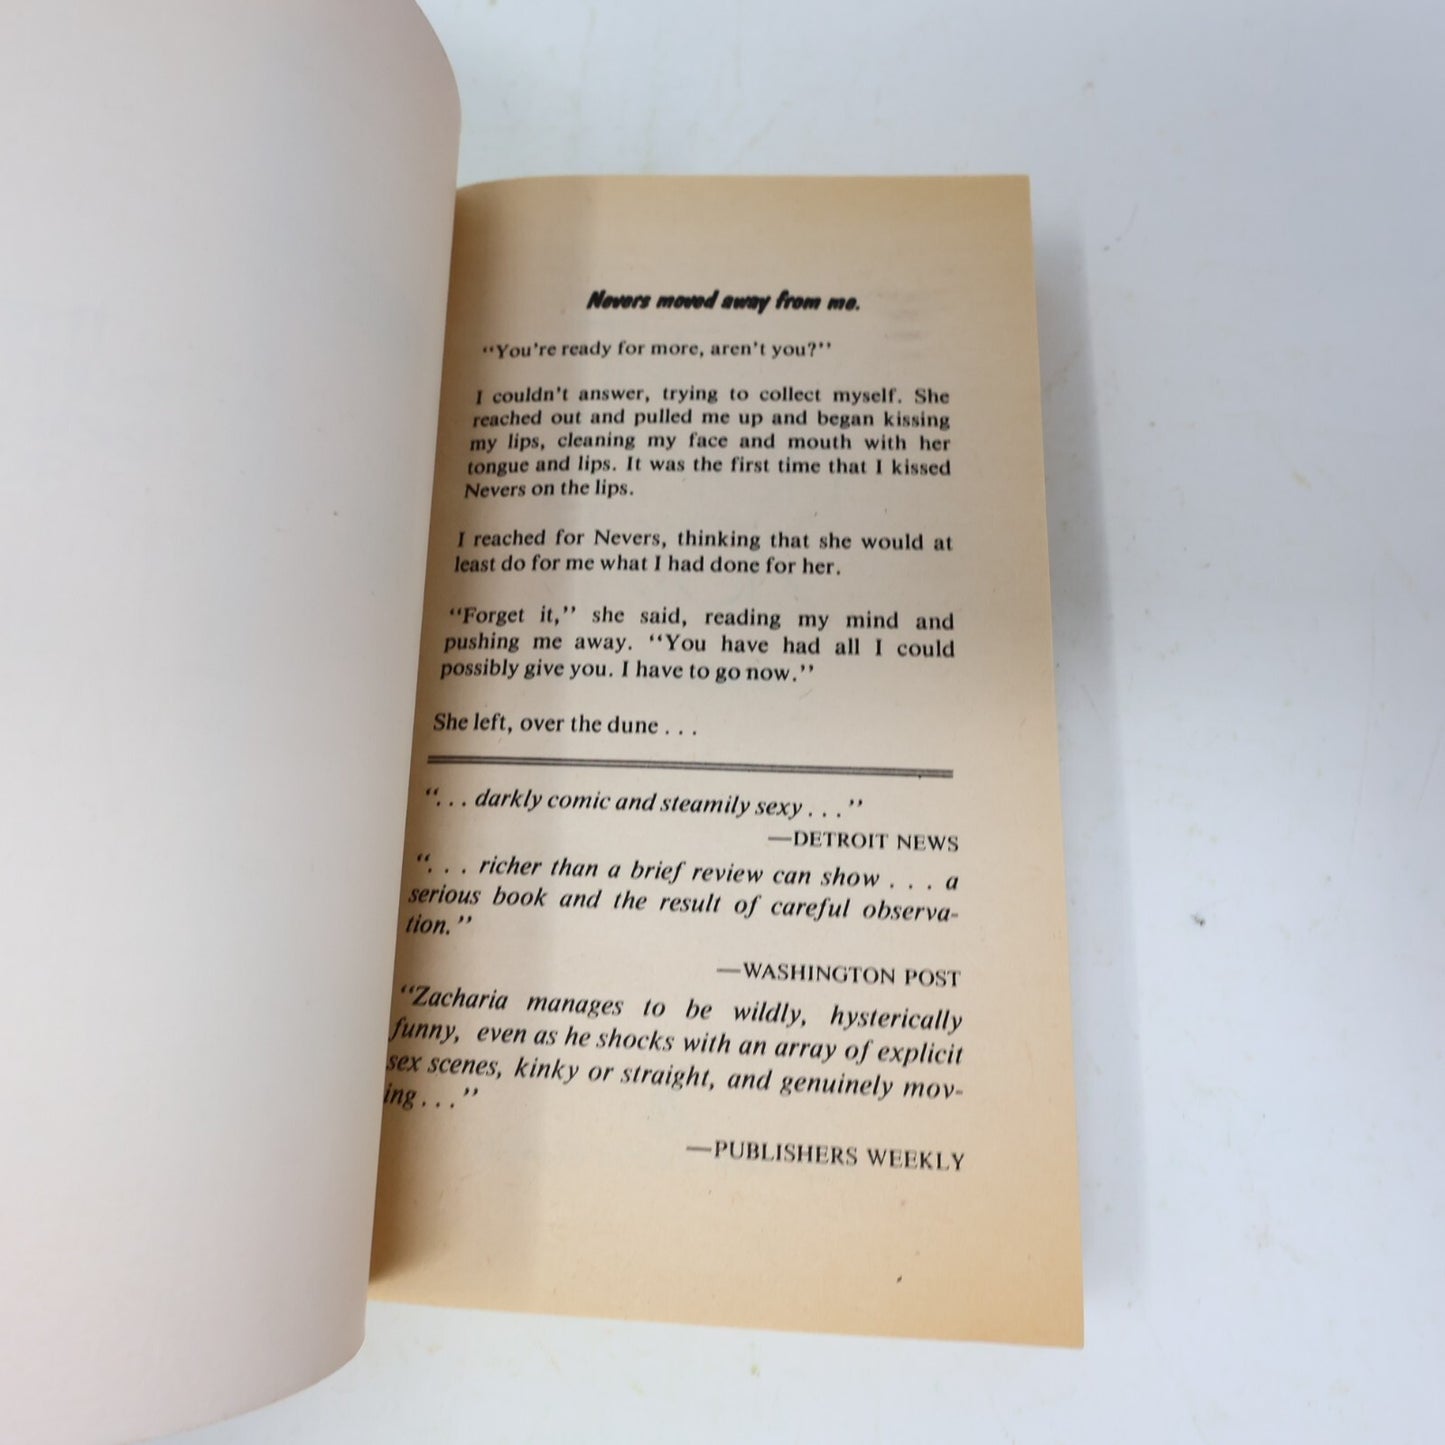 Nevers moved away from me.
"You're ready for more, aren't you?"
I couldn't answer, trying to collect myself. She
reached out and pulled me up and began kissing
my lips, cleaning my face and mouth with her
tongue and lips. It was the first time that I kissed
Nevers on the lips.
I reached for Nevers, thinking that she would at
least do for me what I had done for her.
"Forget it," she said, reading my mind and
pushing me away. "You have had all I could
possibly give you. I have to go now."
She left, over the dune . . .
". . . darkly comic and steamily sexy . . ."
—DETROIT NEWS
". . . richer than a brief review can show . . . a
serious book and the result of careful observa-
tion."
—WASHINGTON POST
"Zacharia manages to be wildly, hysterically
funny, even as he shocks with an array of explicit
sex scenes, kinky or straight, and genuinely mov-
ing . . ."
—PUBLISHERS WEEKLY